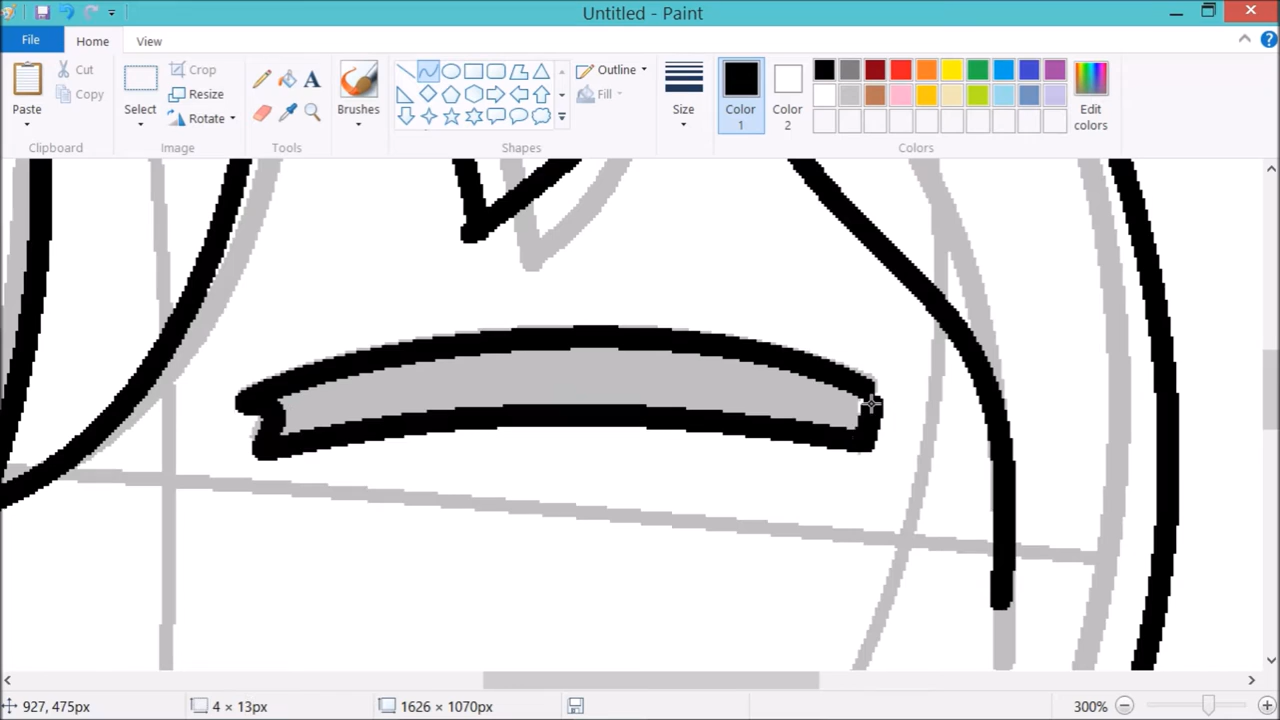 Untitled - Paint
File Home View
Paste
Cut
Copy
Clipboard
Select
Crop
Resize
Rotate
Image
A
Tools
Brushes
Outline
Fill
Shapes
Size
Color
1
Color
2
Edit
colors
Colors
927, 475px 4 × 13px 1626 × 1070px 300%